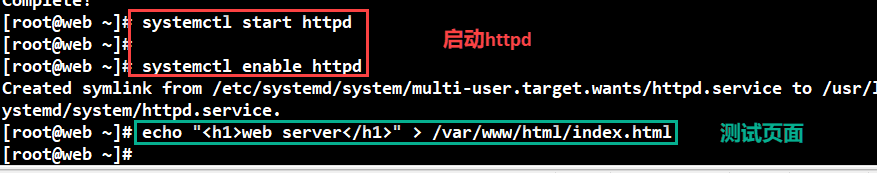 Complete!
[root@web ~]# systemctl start httpd
[root@web ~]#
启动httpd
[root@web ~]# systemctl enable httpd
Created symlink from /etc/systemd/system/multi-user.target.wants/httpd.service to /usr/l
ystemd/system/httpd.service.
[root@web ~]# echo "<h1>web server</h1>" > /var/www/html/index.html
测试页面
[root@web ~]#